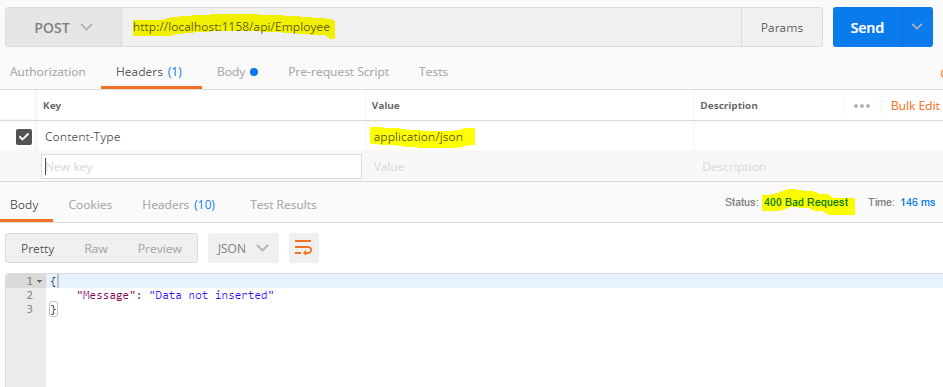 POST http://localhost:1158/api/Employee Params Send
Authorization Headers (1) Body Pre-request Script Tests
Key Value Description Bulk Edit
Content-Type application/json
New key Value Description
Body Cookies Headers (10) Test Results Status: 400 Bad Request Time: 146 ms
Pretty Raw Preview JSON
1 {
2 "Message": "Data not inserted"
3 }